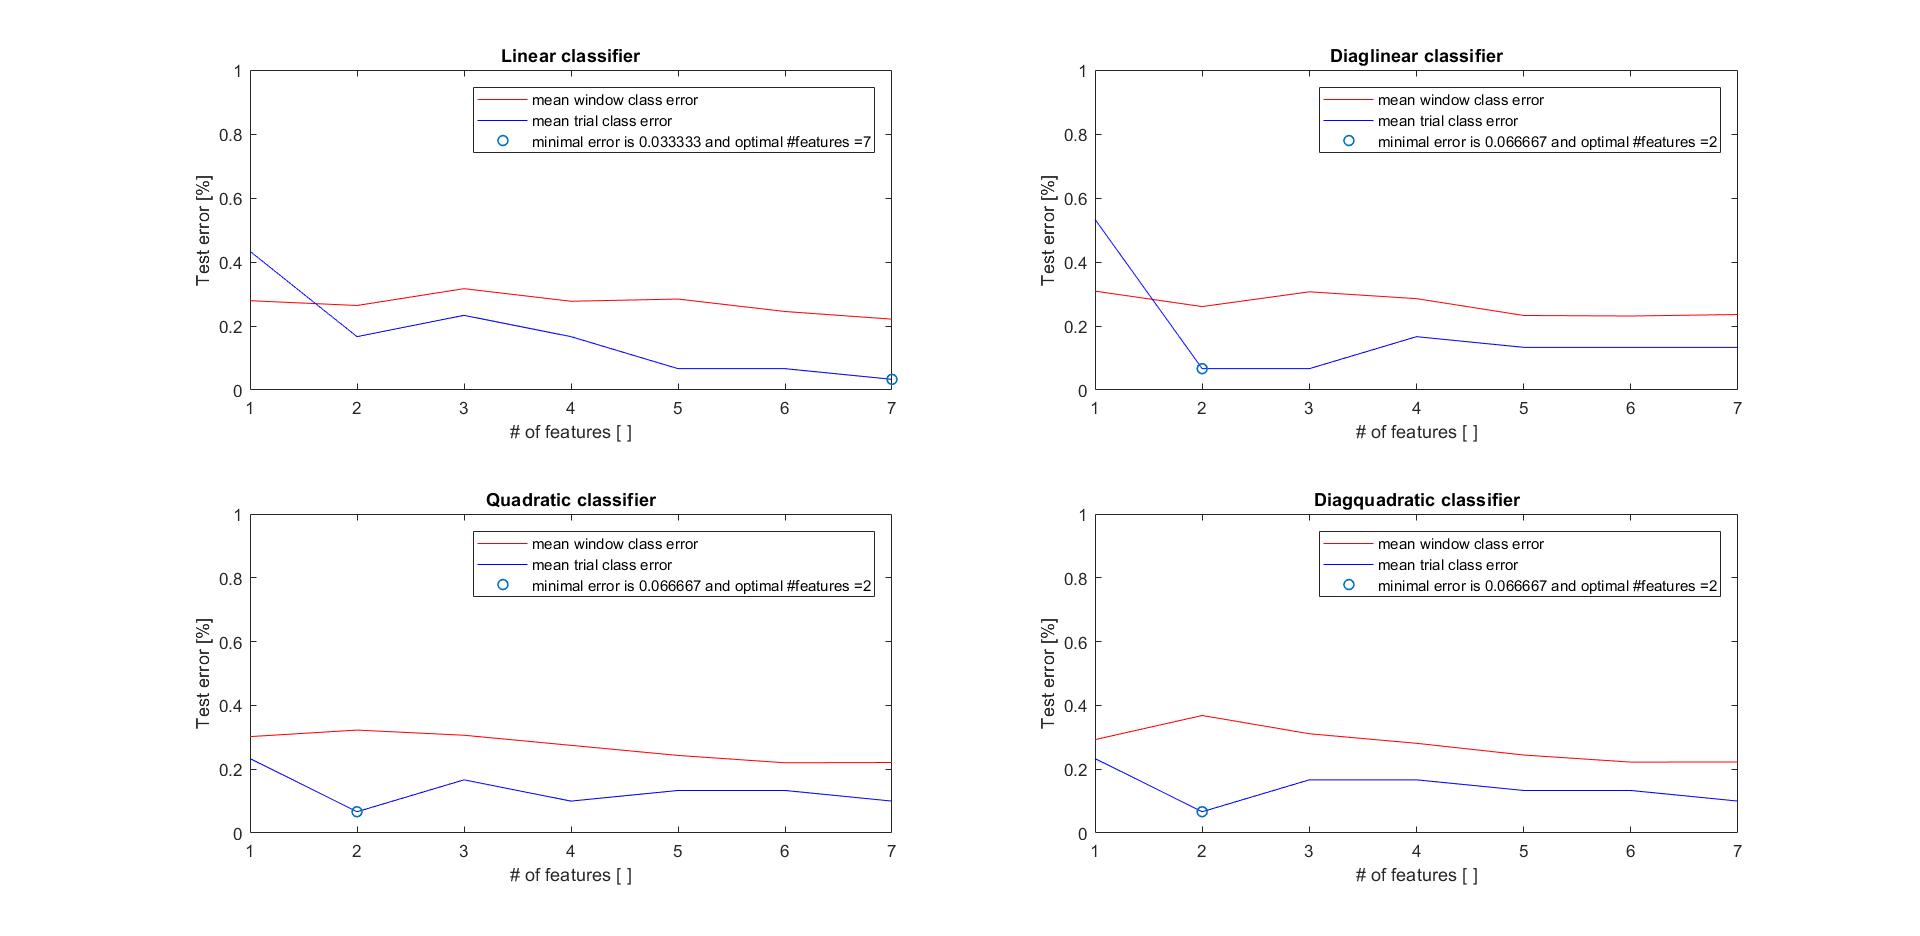 Linear classifier
1
0.8
0.6
0.4
0.2
0
Test error [%]
mean window class error
mean trial class error
minimal error is 0.033333 and optimal #features =7
1 2 3 4 5 6 7
# of features [ ]
Diaglinear classifier
1
0.8
0.6
0.4
0.2
0
Test error [%]
mean window class error
mean trial class error
minimal error is 0.066667 and optimal #features =2
1 2 3 4 5 6 7
# of features [ ]
Quadratic classifier
1
0.8
0.6
0.4
0.2
0
Test error [%]
mean window class error
mean trial class error
minimal error is 0.066667 and optimal #features =2
1 2 3 4 5 6 7
# of features [ ]
Diagquadratic classifier
1
0.8
0.6
0.4
0.2
0
Test error [%]
mean window class error
mean trial class error
minimal error is 0.066667 and optimal #features =2
1 2 3 4 5 6 7
# of features [ ]